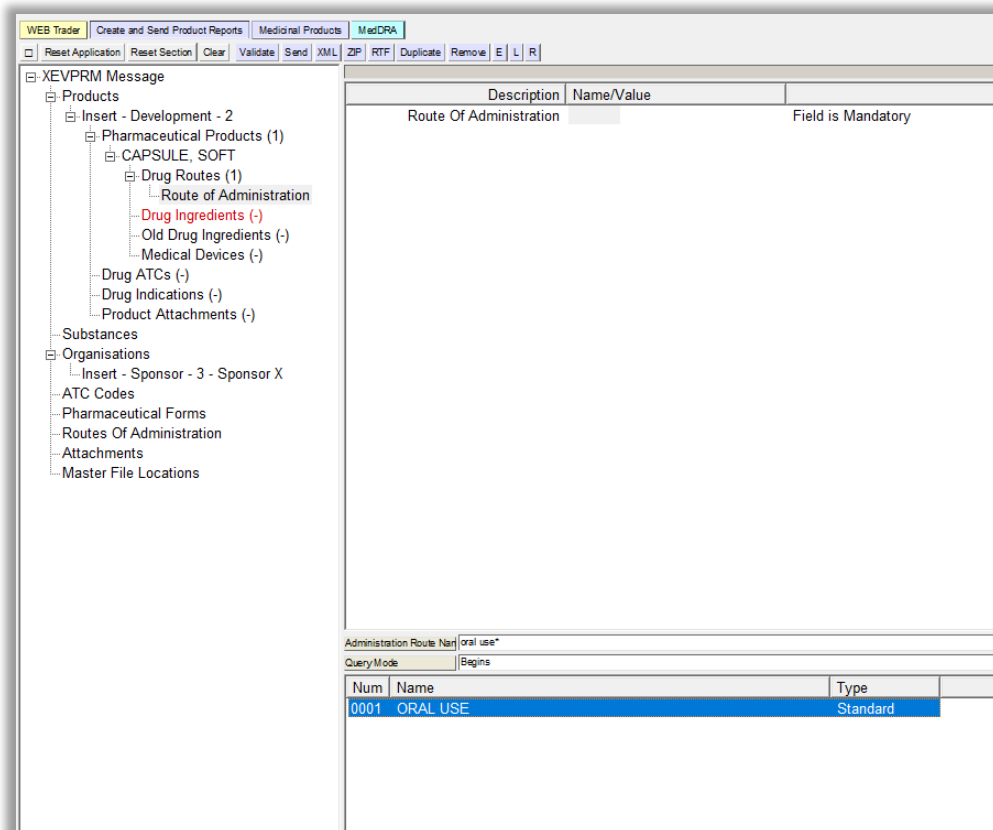 WEB Trader Create and Send Product Reports Medicinal Products MedDRA
Reset Application Reset Section Clear Validate Send XML ZIP RTF Duplicate Remove E L R
XEVPRM Message
Products
Insert - Development - 2
Pharmaceutical Products (1)
CAPSULE, SOFT
Drug Routes (1)
Route of Administration
Drug Ingredients (-)
Old Drug Ingredients (-)
Medical Devices (-)
Drug ATCs (-)
Drug Indications (-)
Product Attachments (-)
Substances
Organisations
Insert - Sponsor - 3 - Sponsor X
ATC Codes
Pharmaceutical Forms
Routes Of Administration
Attachments
Master File Locations
Description Name/Value
Route Of Administration Field is Mandatory
Administration Route Nam oral use*
Query Mode Begins
Num Name Type
0001 ORAL USE Standard